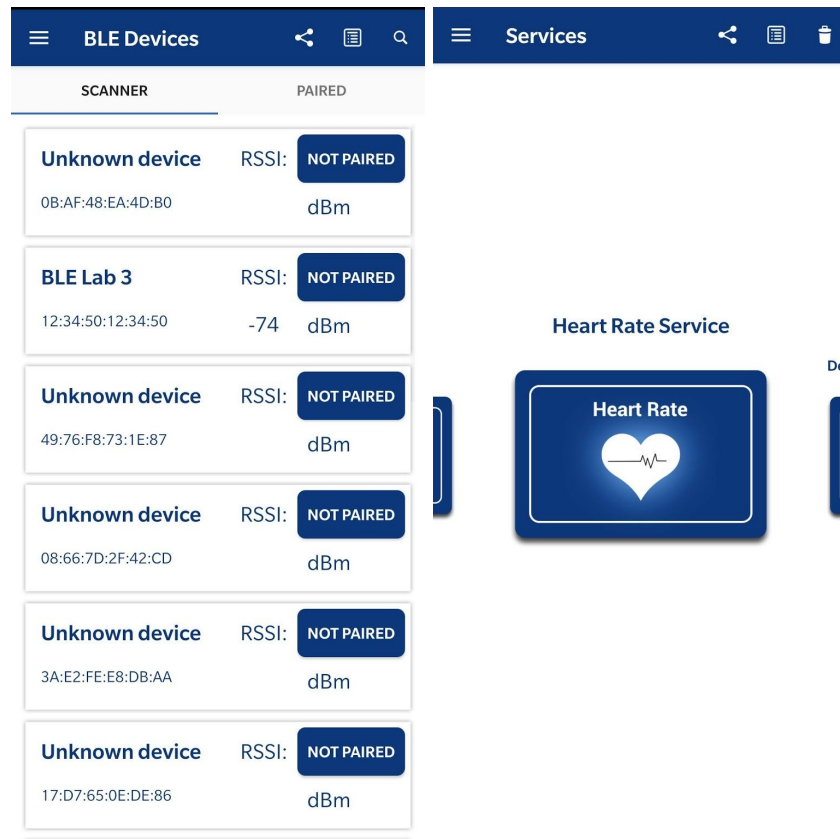 BLE Devices
SCANNER PAIRED
Unknown device RSSI: NOT PAIRED
0B:AF:48:EA:4D:B0 dBm
BLE Lab 3 RSSI: NOT PAIRED
12:34:50:12:34:50 -74 dBm
Unknown device RSSI: NOT PAIRED
49:76:F8:73:1E:87 dBm
Unknown device RSSI: NOT PAIRED
08:66:7D:2F:42:CD dBm
Unknown device RSSI: NOT PAIRED
3A:E2:FE:E8:DB:AA dBm
Unknown device RSSI: NOT PAIRED
17:D7:65:0E:DE:86 dBm
Services
Heart Rate Service
Heart Rate